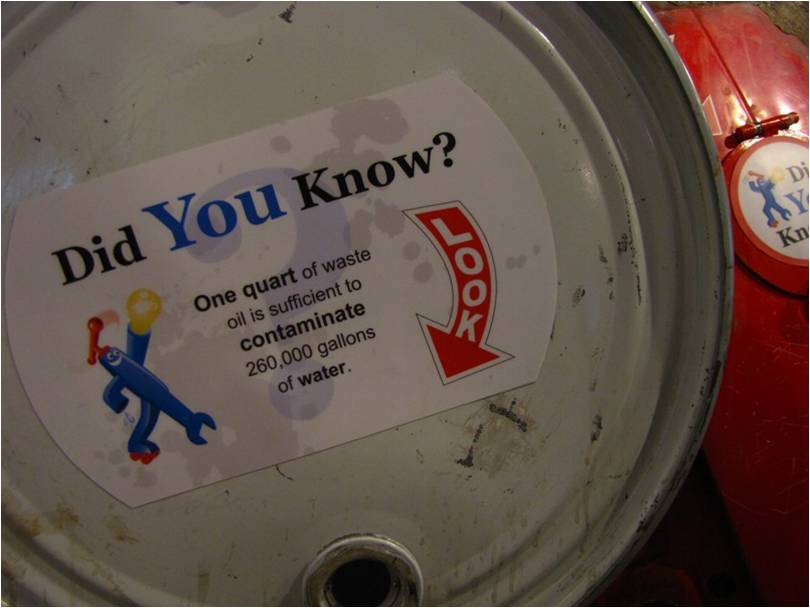 Did You Know?
One quart of waste
oil is sufficient to
contaminate
260,000 gallons
of water.
LOOK